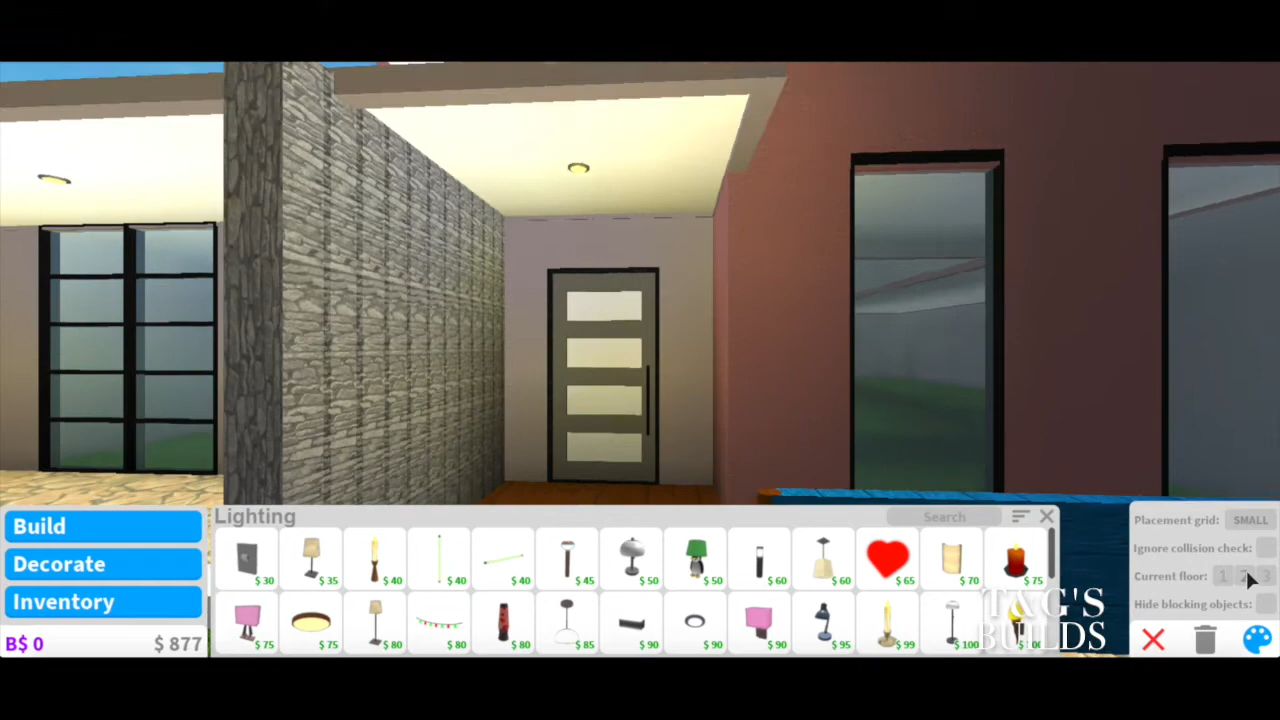 Lighting
Search
Build
Decorate
Inventory
B$ 0
$ 877
$ 30
$ 35
$ 40
$ 40
$ 40
$ 45
$ 50
$ 50
$ 60
$ 60
$ 65
$ 70
$ 75
$ 75
$ 75
$ 80
$ 80
$ 80
$ 85
$ 90
$ 90
$ 90
$ 95
$ 99
$ 100
Placement grid: SMALL
Ignore collision check:
Current floor: 1 2 3
Hide blocking objects:
T&G'S
BUILDS